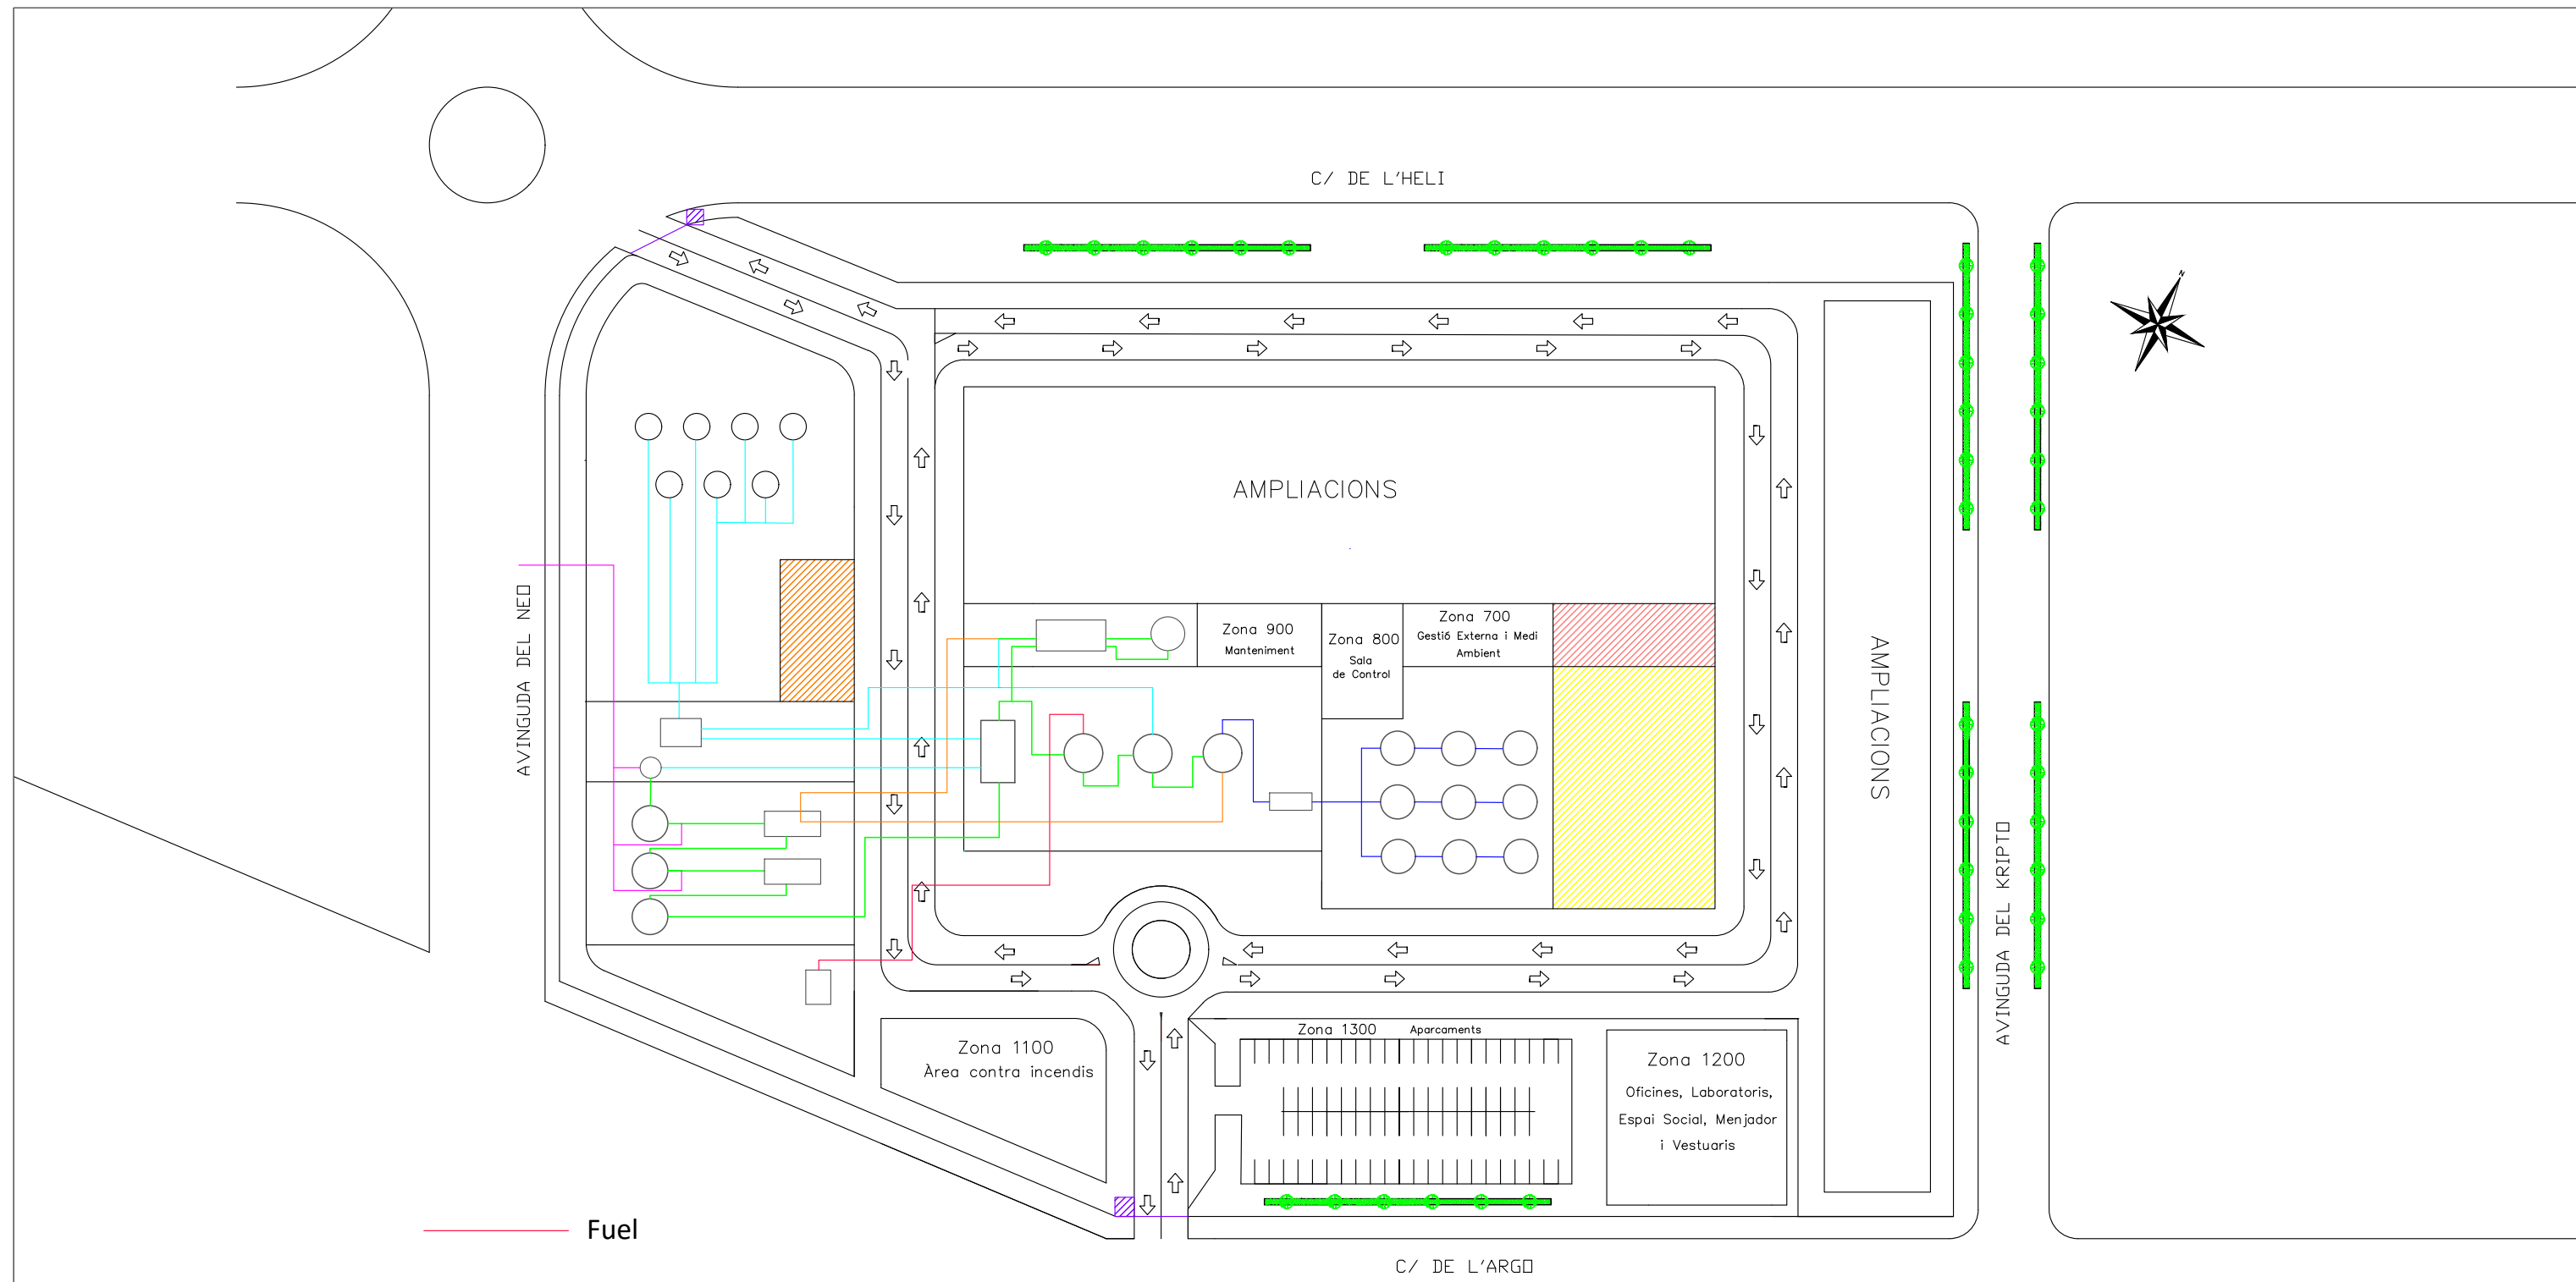 C/ DE L'HELI
N
AMPLIACIONS
AVINGUDA DEL NEO
Zona 900
Manteniment
Zona 800
Sala
de Control
Zona 700
Gestió Externa i Medi
Ambient
AMPLIACIONS
AVINGUDA DEL KRIPTO
Zona 1100
Àrea contra incendis
Zona 1300 Aparcaments
Zona 1200
Oficines, Laboratoris,
Espai Social, Menjador
i Vestuaris
Fuel
C/ DE L'ARGO